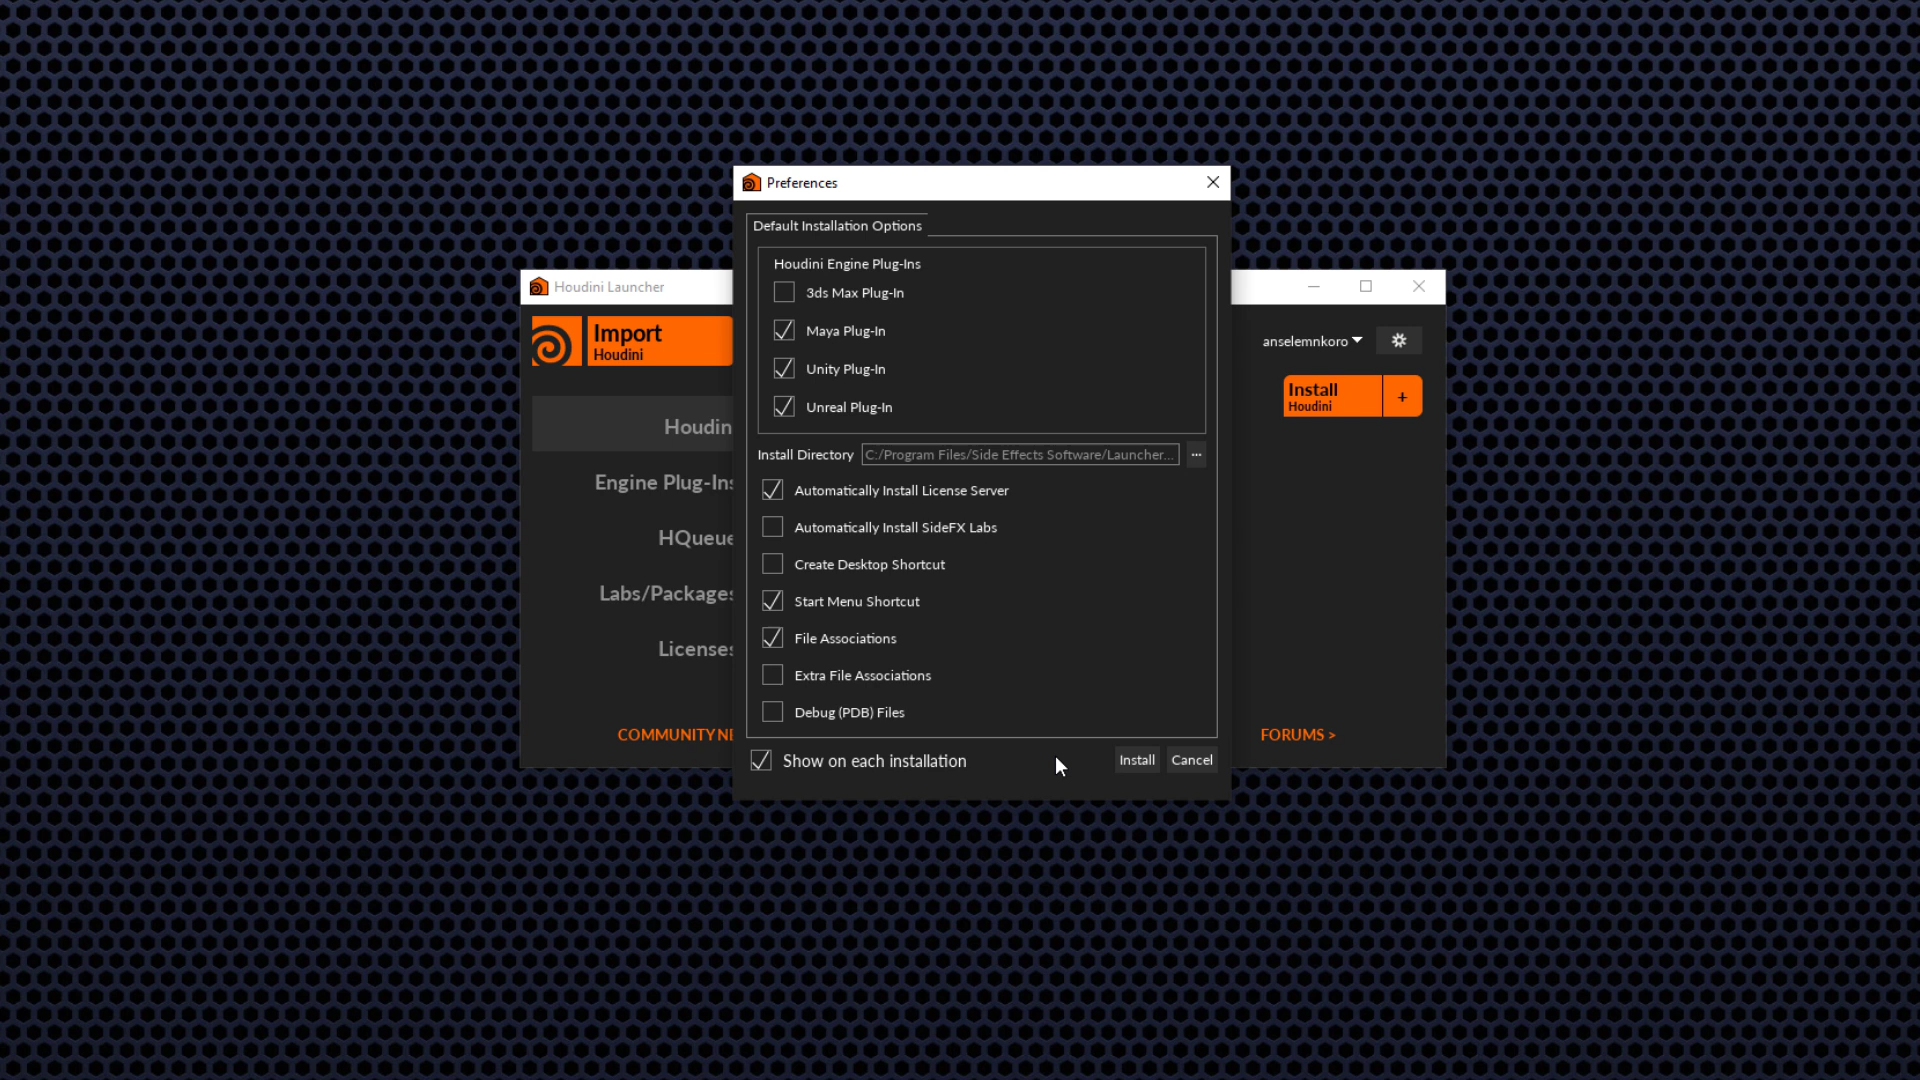 Preferences
Default Installation Options
Houdini Engine Plug-Ins
3ds Max Plug-In
Maya Plug-In
Unity Plug-In
Unreal Plug-In
Install Directory C:/Program Files/Side Effects Software/Launcher... ...
Automatically Install License Server
Automatically Install SideFX Labs
Create Desktop Shortcut
Start Menu Shortcut
File Associations
Extra File Associations
Debug (PDB) Files
Show on each installation Install Cancel
Houdini Launcher
Import
Houdini
anselemnkoro
Install
Houdini
+
Houdin
Engine Plug-Ins
HQueue
Labs/Packages
Licenses
COMMUNITY NE
FORUMS >